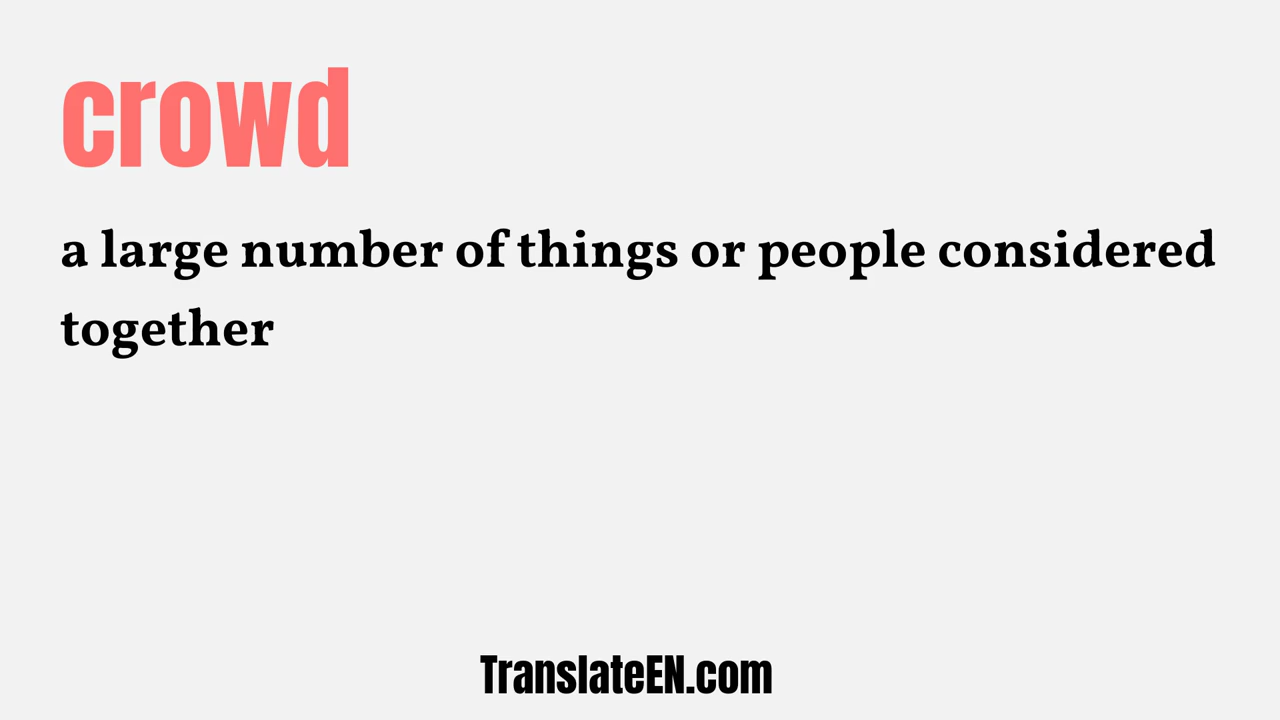 crowd
a large number of things or people considered
together
TranslateEN.com